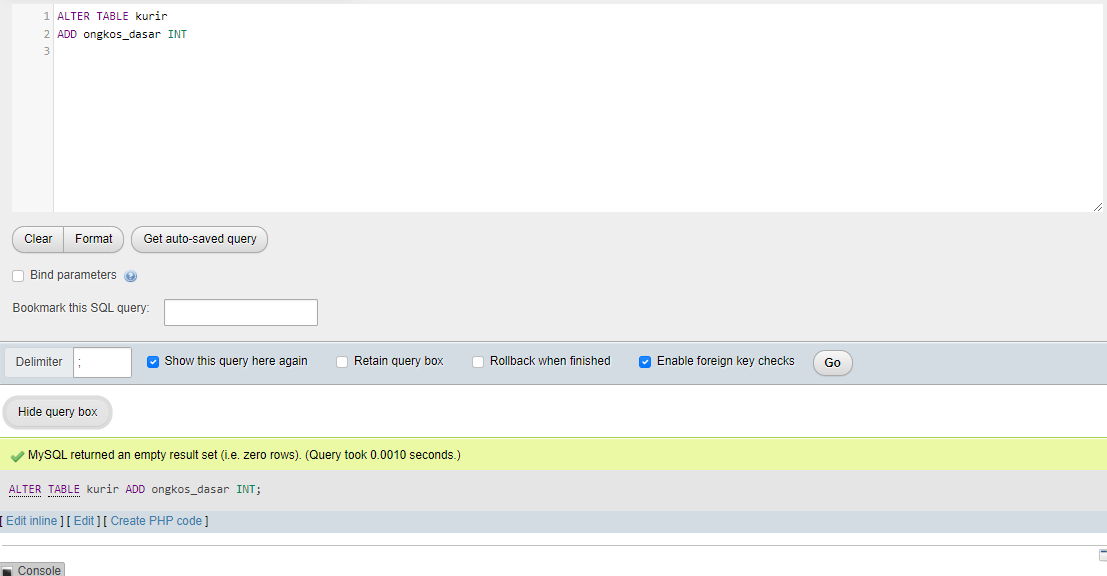 1 ALTER TABLE kurir
2 ADD ongkos_dasar INT
3
Clear Format Get auto-saved query
Bind parameters
Bookmark this SQL query:
Delimiter ; Show this query here again Retain query box Rollback when finished Enable foreign key checks Go
Hide query box
MySQL returned an empty result set (i.e. zero rows). (Query took 0.0010 seconds.)
ALTER TABLE kurir ADD ongkos_dasar INT;
[ Edit inline ] [ Edit ] [ Create PHP code ]
Console